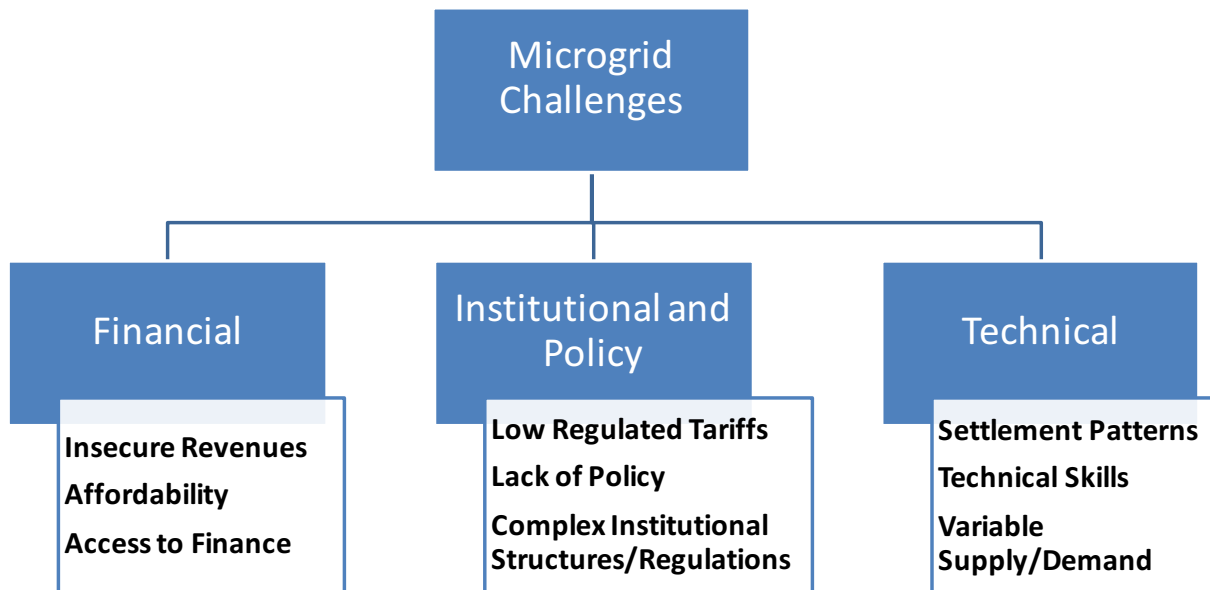 Microgrid
Challenges
Financial
Insecure Revenues
Affordability
Access to Finance
Institutional and
Policy
Low Regulated Tariffs
Lack of Policy
Complex Institutional
Structures/Regulations
Technical
Settlement Patterns
Technical Skills
Variable
Supply/Demand